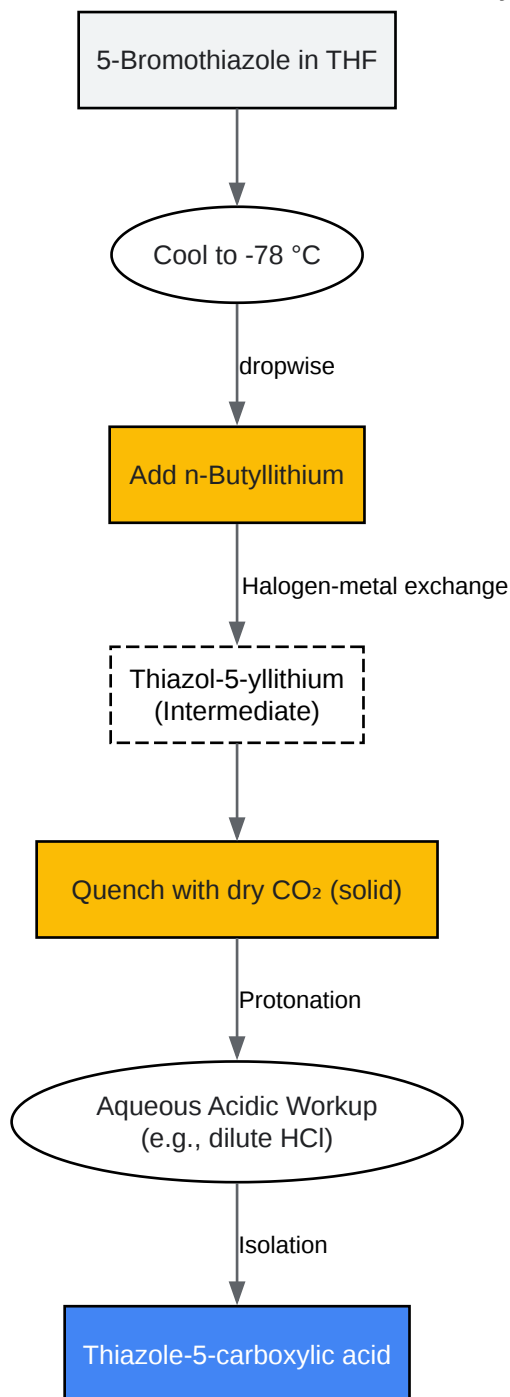 5-Bromothiazole in THF
Cool to -78 °C
dropwise
Add n-Butyllithium
Halogen-metal exchange
Thiazol-5-yllithium
(Intermediate)
Quench with dry CO₂ (solid)
Protonation
Aqueous Acidic Workup
(e.g., dilute HCl)
Isolation
Thiazole-5-carboxylic acid